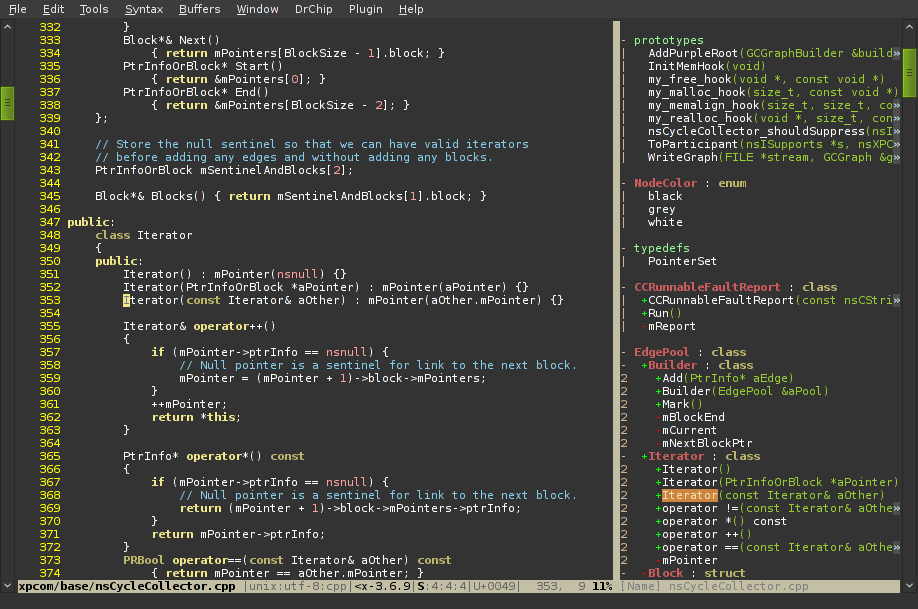 File Edit Tools Syntax Buffers Window DrChip Plugin Help
332         }
333         Block*& Next()
334             { return mPointers[BlockSize - 1].block; }
335         PtrInfoOrBlock* Start()
336             { return &mPointers[0]; }
337         PtrInfoOrBlock* End()
338             { return &mPointers[BlockSize - 2]; }
339     };
340
341     // Store the null sentinel so that we can have valid iterators
342     // before adding any edges and without adding any blocks.
343     PtrInfoOrBlock mSentinelAndBlocks[2];
344
345     Block*& Blocks() { return mSentinelAndBlocks[1].block; }
346
347 public:
348     class Iterator
349     {
350     public:
351         Iterator() : mPointer(nsnull) {}
352         Iterator(PtrInfoOrBlock *aPointer) : mPointer(aPointer) {}
353         Iterator(const Iterator& aOther) : mPointer(aOther.mPointer) {}
354
355         Iterator& operator++()
356         {
357             if (mPointer->ptrInfo == nsnull) {
358                 // Null pointer is a sentinel for link to the next block.
359                 mPointer = (mPointer + 1)->block->mPointers;
360             }
361             ++mPointer;
362             return *this;
363         }
364
365         PtrInfo* operator*() const
366         {
367             if (mPointer->ptrInfo == nsnull) {
368                 // Null pointer is a sentinel for link to the next block.
369                 return (mPointer + 1)->block->mPointers->ptrInfo;
370             }
371             return mPointer->ptrInfo;
372         }
373         PRBool operator==(const Iterator& aOther) const
374             { return mPointer == aOther.mPointer; }
xpcom/base/nsCycleCollector.cpp |unix:utf-8:cpp|<x-3.6.9|S:4:4:4|U+0049|  353,  9 11%
- prototypes
|   AddPurpleRoot(GCGraphBuilder &build»
|   InitMemHook(void)
|   my_free_hook(void *, const void *)
|   my_malloc_hook(size_t, const void *)
|   my_memalign_hook(size_t, size_t, co»
|   my_realloc_hook(void *, size_t, con»
|   nsCycleCollector_shouldSuppress(nsI»
|   ToParticipant(nsISupports *s, nsXPC»
|   WriteGraph(FILE *stream, GCGraph &g»
- NodeColor : enum
|   black
|   grey
|   white
- typedefs
|   PointerSet
- CCRunnableFaultReport : class
|  +CCRunnableFaultReport(const nsCStri»
|  +Run()
|  -mReport
- EdgePool : class
-  +Builder : class
2    +Add(PtrInfo* aEdge)
2    +Builder(EdgePool &aPool)
2    +Mark()
2    -mBlockEnd
2    -mCurrent
2    -mNextBlockPtr
-  +Iterator : class
2    +Iterator()
2    +Iterator(PtrInfoOrBlock *aPointer)
2    +Iterator(const Iterator& aOther)
2    +operator !=(const Iterator& aOthe»
2    +operator *() const
2    +operator ++()
2    +operator ==(const Iterator& aOthe»
2    -mPointer
-  -Block : struct
[Name] nsCycleCollector.cpp